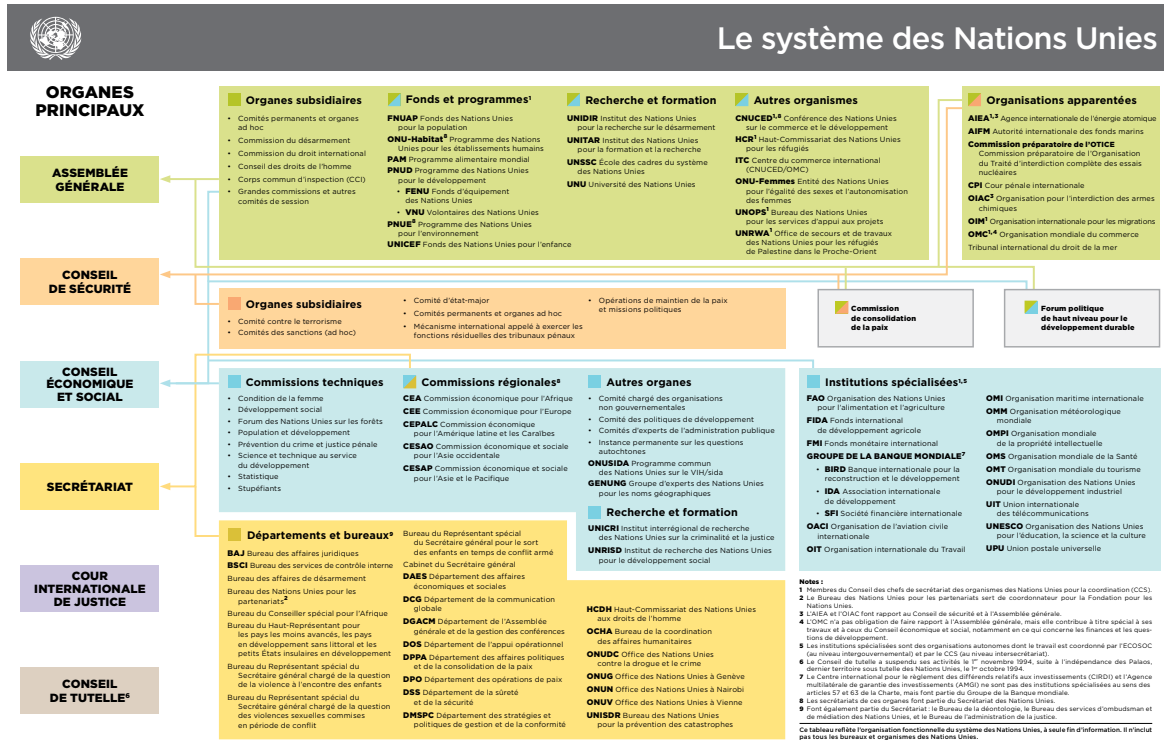 Le système des Nations Unies
ORGANES
PRINCIPAUX
ASSEMBLÉE
GÉNÉRALE
CONSEIL
DE SÉCURITÉ
CONSEIL
ÉCONOMIQUE
ET SOCIAL
SECRÉTARIAT
COUR
INTERNATIONALE
DE JUSTICE
CONSEIL
DE TUTELLE⁶
Organes subsidiaires
• Comités permanents et organes
ad hoc
• Commission du désarmement
• Commission du droit international
• Conseil des droits de l'homme
• Corps commun d'inspection (CCI)
• Grandes commissions et autres
comités de session
Fonds et programmes¹
FNUAP Fonds des Nations Unies
pour la population
ONU-Habitat⁸ Programme des Nations
Unies pour les établissements humains
PAM Programme alimentaire mondial
PNUD Programme des Nations Unies
pour le développement
• FENU Fonds d'équipement
des Nations Unies
• VNU Volontaires des Nations Unies
PNUE⁸ Programme des Nations Unies
pour l'environnement
UNICEF Fonds des Nations Unies pour l'enfance
Recherche et formation
UNIDIR Institut des Nations Unies
pour la recherche sur le désarmement
UNITAR Institut des Nations Unies
pour la formation et la recherche
UNSSC École des cadres du système
des Nations Unies
UNU Université des Nations Unies
Autres organismes
CNUCED¹,⁸ Conférence des Nations Unies
sur le commerce et le développement
HCR¹ Haut-Commissariat des Nations Unies
pour les réfugiés
ITC Centre du commerce international
(CNUCED/OMC)
ONU-Femmes Entité des Nations Unies
pour l'égalité des sexes et l'autonomisation
des femmes
UNOPS¹ Bureau des Nations Unies
pour les services d'appui aux projets
UNRWA¹ Office de secours et de travaux
des Nations Unies pour les réfugiés
de Palestine dans le Proche-Orient
Organisations apparentées
AIEA¹,³ Agence internationale de l'énergie atomique
AIFM Autorité internationale des fonds marins
Commission préparatoire de l'OTICE
Commission préparatoire de l'Organisation
du Traité d'interdiction complète des essais
nucléaires
CPI Cour pénale internationale
OIAC³ Organisation pour l'interdiction des armes
chimiques
OIM¹ Organisation internationale pour les migrations
OMC¹,⁴ Organisation mondiale du commerce
Tribunal international du droit de la mer
Organes subsidiaires
• Comité contre le terrorisme
• Comités des sanctions (ad hoc)
• Comité d'état-major
• Comités permanents et organes ad hoc
• Mécanisme international appelé à exercer les
fonctions résiduelles des tribunaux pénaux
• Opérations de maintien de la paix
et missions politiques
Commission
de consolidation
de la paix
Forum politique
de haut niveau pour le
développement durable
Commissions techniques
• Condition de la femme
• Développement social
• Forum des Nations Unies sur les forêts
• Population et développement
• Prévention du crime et justice pénale
• Science et technique au service
du développement
• Statistique
• Stupéfiants
Commissions régionales⁸
CEA Commission économique pour l'Afrique
CEE Commission économique pour l'Europe
CEPALC Commission économique
pour l'Amérique latine et les Caraïbes
CESAO Commission économique et sociale
pour l'Asie occidentale
CESAP Commission économique et sociale
pour l'Asie et le Pacifique
Autres organes
• Comité chargé des organisations
non gouvernementales
• Comité des politiques de développement
• Comités d'experts de l'administration publique
• Instance permanente sur les questions
autochtones
ONUSIDA Programme commun
des Nations Unies sur le VIH/sida
GENUNG Groupe d'experts des Nations Unies
pour les noms géographiques
Recherche et formation
UNICRI Institut interrégional de recherche
des Nations Unies sur la criminalité et la justice
UNRISD Institut de recherche des Nations Unies
pour le développement social
Institutions spécialisées¹,⁵
FAO Organisation des Nations Unies
pour l'alimentation et l'agriculture
FIDA Fonds international
de développement agricole
FMI Fonds monétaire international
GROUPE DE LA BANQUE MONDIALE⁷
• BIRD Banque internationale pour la
reconstruction et le développement
• IDA Association internationale
de développement
• SFI Société financière internationale
OACI Organisation de l'aviation civile
internationale
OIT Organisation internationale du Travail
OMI Organisation maritime internationale
OMM Organisation météorologique
mondiale
OMPI Organisation mondiale
de la propriété intellectuelle
OMS Organisation mondiale de la Santé
OMT Organisation mondiale du tourisme
ONUDI Organisation des Nations Unies
pour le développement industriel
UIT Union internationale
des télécommunications
UNESCO Organisation des Nations Unies
pour l'éducation, la science et la culture
UPU Union postale universelle
Départements et bureaux⁹
BAJ Bureau des affaires juridiques
BSCI Bureau des services de contrôle interne
Bureau des affaires de désarmement
Bureau des Nations Unies pour les
partenariats²
Bureau du Conseiller spécial pour l'Afrique
Bureau du Haut-Représentant pour
les pays les moins avancés, les pays
en développement sans littoral et les
petits États insulaires en développement
Bureau du Représentant spécial du
Secrétaire général chargé de la question
de la violence à l'encontre des enfants
Bureau du Représentant spécial du
Secrétaire général chargé de la question
des violences sexuelles commises
en période de conflit
Bureau du Représentant spécial
du Secrétaire général pour le sort
des enfants en temps de conflit armé
Cabinet du Secrétaire général
DAES Département des affaires
économiques et sociales
DCG Département de la communication
globale
DGACM Département de l'Assemblée
générale et de la gestion des conférences
DOS Département de l'appui opérationnel
DPPA Département des affaires politiques
et de la consolidation de la paix
DPO Département des opérations de paix
DSS Département de la sûreté
et de la sécurité
DMSPC Département des stratégies et
politiques de gestion et de la conformité
HCDH Haut-Commissariat des Nations Unies
aux droits de l'homme
OCHA Bureau de la coordination
des affaires humanitaires
ONUDC Office des Nations Unies
contre la drogue et le crime
ONUG Office des Nations Unies à Genève
ONUN Office des Nations Unies à Nairobi
ONUV Office des Nations Unies à Vienne
UNISDR Bureau des Nations Unies
pour la prévention des catastrophes
Notes :
1 Membres du Conseil des chefs de secrétariat des organismes des Nations Unies pour la coordination (CCS).
2 Le Bureau des Nations Unies pour les partenariats sert de coordonnateur pour la Fondation pour les
Nations Unies.
3 L'AIEA et l'OIAC font rapport au Conseil de sécurité et à l'Assemblée générale.
4 L'OMC n'a pas obligation de faire rapport à l'Assemblée générale, mais elle contribue à titre spécial à ses
travaux et à ceux du Conseil économique et social, notamment en ce qui concerne les finances et les ques-
tions de développement.
5 Les institutions spécialisées sont des organisations autonomes dont le travail est coordonné par l'ECOSOC
(au niveau intergouvernemental) et par le CCS (au niveau intersecrétariat).
6 Le Conseil de tutelle a suspendu ses activités le 1ᵉʳ novembre 1994, suite à l'indépendance des Palaos,
dernier territoire sous tutelle des Nations Unies, le 1ᵉʳ octobre 1994.
7 Le Centre international pour le règlement des différends relatifs aux investissements (CIRDI) et l'Agence
multilatérale de garantie des investissements (AMGI) ne sont pas des institutions spécialisées au sens des
articles 57 et 63 de la Charte, mais font partie du Groupe de la Banque mondiale.
8 Les secrétariats de ces organes font partie du Secrétariat des Nations Unies.
9 Font également partie du Secrétariat : le Bureau de la déontologie, le Bureau des services d'ombudsman et
de médiation des Nations Unies, et le Bureau de l'administration de la justice.
Ce tableau reflète l'organisation fonctionnelle du système des Nations Unies, à seule fin d'information. Il n'inclut
pas tous les bureaux et organismes des Nations Unies.